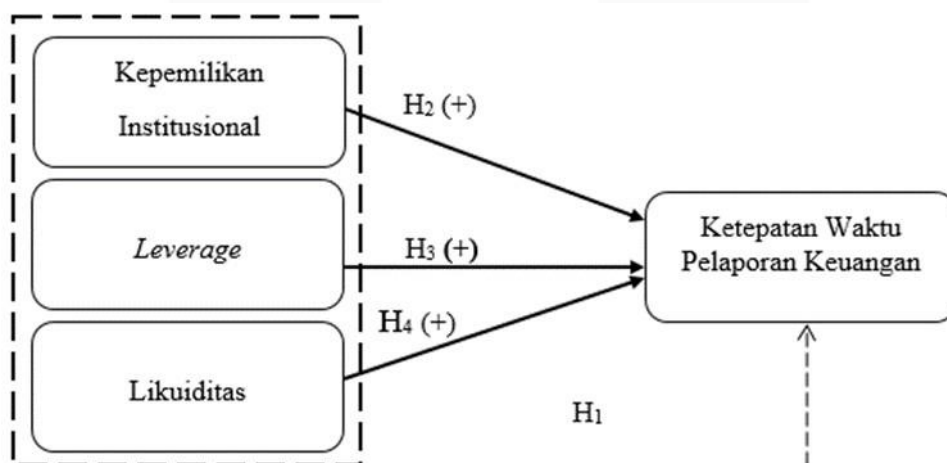 Kepemilikan
Institusional
H₂ (+)
Leverage
H₃ (+)
Ketepatan Waktu
Pelaporan Keuangan
H₄ (+)
Likuiditas
H₁